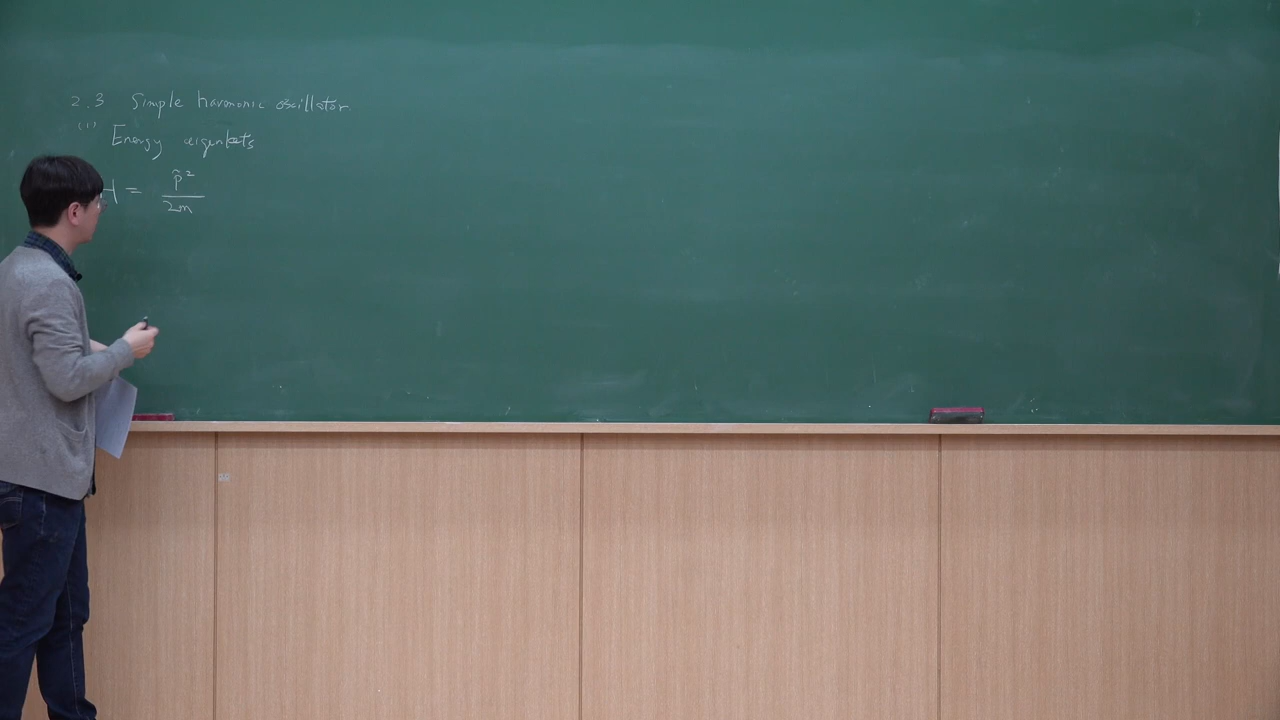 2.3 Simple harmonic oscillator.
(1) Energy eigenkets
H = p̂² / 2m